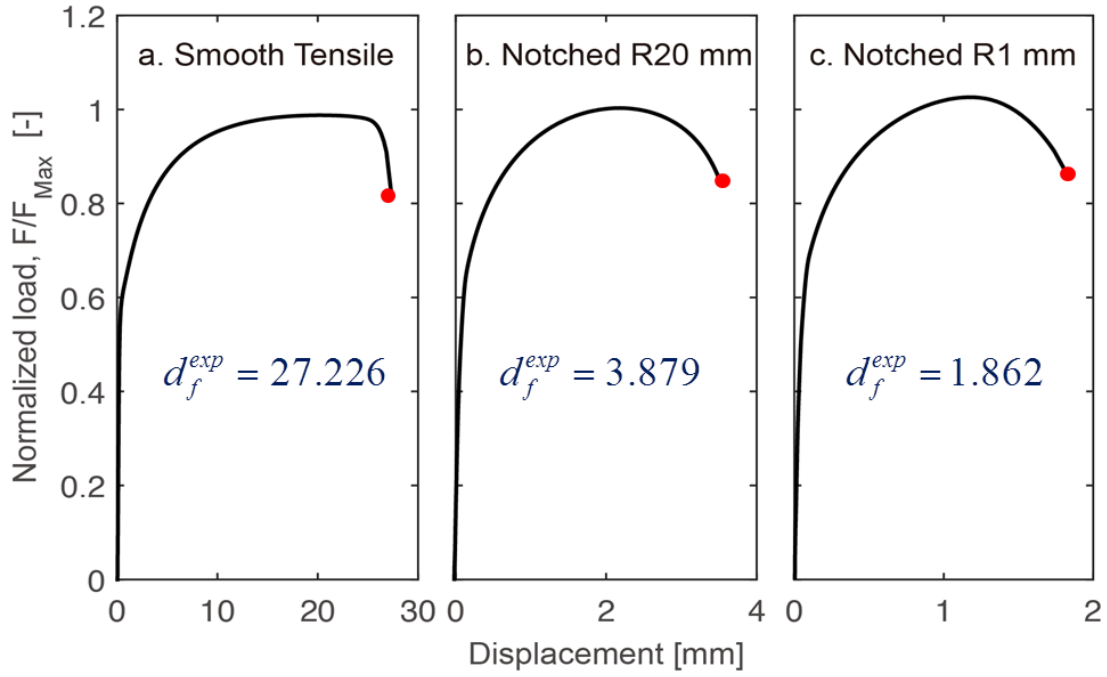 Normalized load, F/F_Max [-]
1.2
1
0.8
0.6
0.4
0.2
0
a. Smooth Tensile
d_f^exp = 27.226
0 10 20 30
b. Notched R20 mm
d_f^exp = 3.879
0 2 4
c. Notched R1 mm
d_f^exp = 1.862
0 1 2
Displacement [mm]